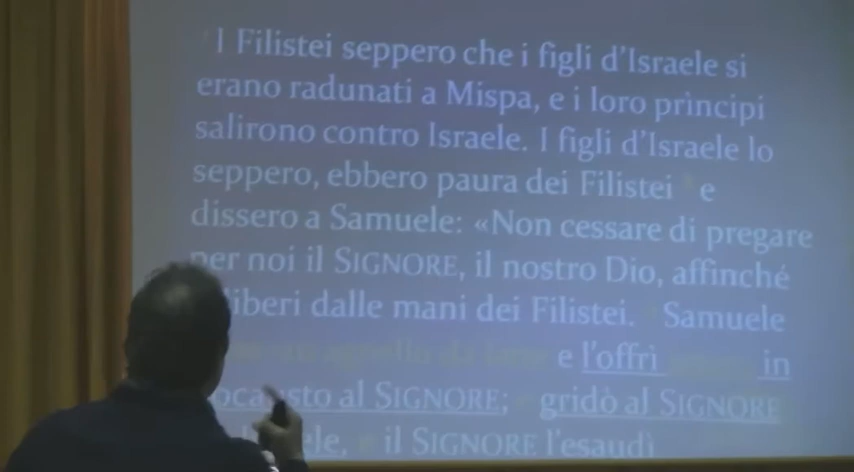 I Filistei seppero che i figli d'Israele si
erano radunati a Mispa, e i loro prìncipi
salirono contro Israele. I figli d'Israele lo
seppero, ebbero paura dei Filistei e
dissero a Samuele: «Non cessare di pregare
per noi il SIGNORE, il nostro Dio, affinché
liberi dalle mani dei Filistei. Samuele
e l'offrì in
al SIGNORE; gridò al SIGNORE
il SIGNORE l'esaudì